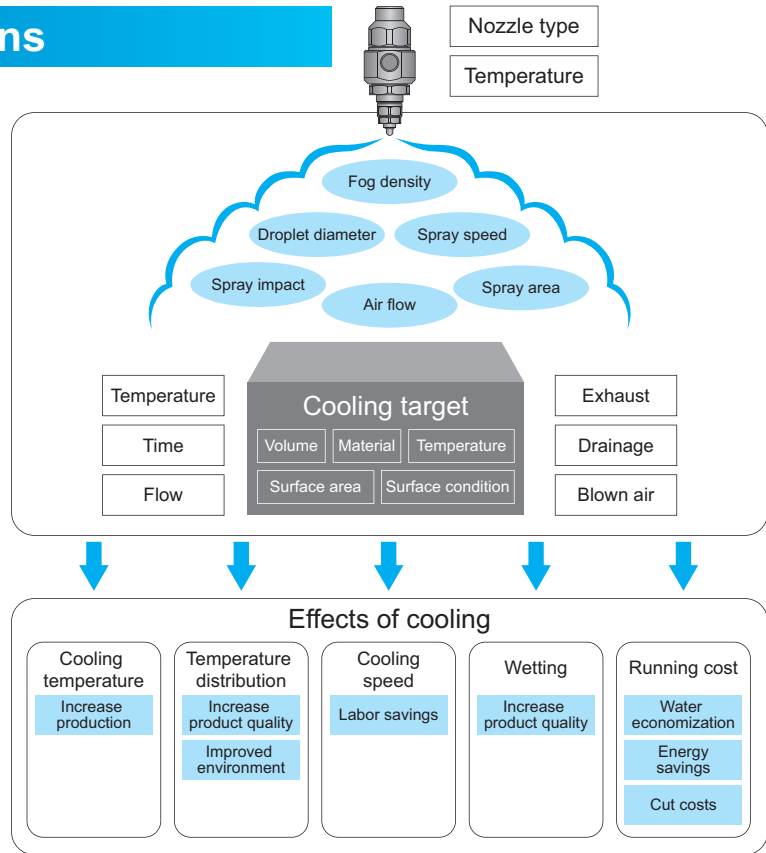 ns
Nozzle type
Temperature
Fog density
Droplet diameter
Spray speed
Spray impact
Spray area
Air flow
Temperature
Time
Flow
Cooling target
Volume
Material
Temperature
Surface area
Surface condition
Exhaust
Drainage
Blown air
Effects of cooling
Cooling
temperature
Increase
production
Temperature
distribution
Increase
product quality
Improved
environment
Cooling
speed
Labor savings
Wetting
Increase
product quality
Running cost
Water
economization
Energy
savings
Cut costs